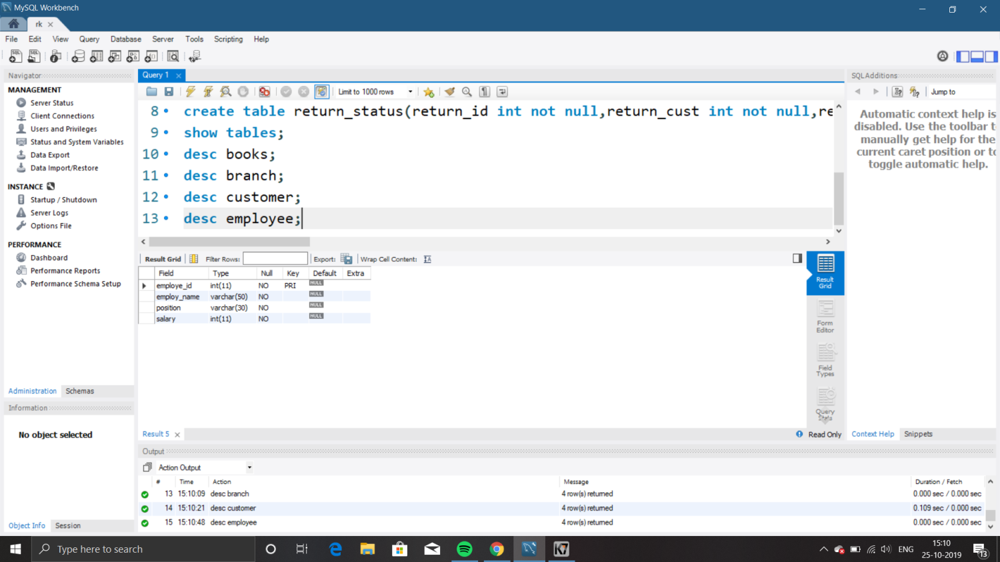 MySQL Workbench
rk
File Edit View Query Database Server Tools Scripting Help
Navigator
MANAGEMENT
Server Status
Client Connections
Users and Privileges
Status and System Variables
Data Export
Data Import/Restore
INSTANCE
Startup / Shutdown
Server Logs
Options File
PERFORMANCE
Dashboard
Performance Reports
Performance Schema Setup
Administration Schemas
Information
No object selected
Object Info Session
Query 1
Limit to 1000 rows
8 create table return_status(return_id int not null,return_cust int not null,re
9 show tables;
10 desc books;
11 desc branch;
12 desc customer;
13 desc employee;
Result Grid Filter Rows: Export: Wrap Cell Content:
Field Type Null Key Default Extra
employe_id int(11) NO PRI NULL
employ_name varchar(50) NO NULL
position varchar(30) NO NULL
salary int(11) NO NULL
Result Grid
Form Editor
Field Types
Query Stats
Result 5 Read Only
SQLAdditions
Jump to
Automatic context help is
disabled. Use the toolbar t
manually get help for the
current caret position or to
toggle automatic help.
Context Help Snippets
Output
Action Output
# Time Action Message Duration / Fetch
13 15:10:09 desc branch 4 row(s) returned 0.000 sec / 0.000 sec
14 15:10:21 desc customer 4 row(s) returned 0.109 sec / 0.000 sec
15 15:10:48 desc employee 4 row(s) returned 0.000 sec / 0.000 sec
Type here to search
K7
ENG
15:10
25-10-2019
13